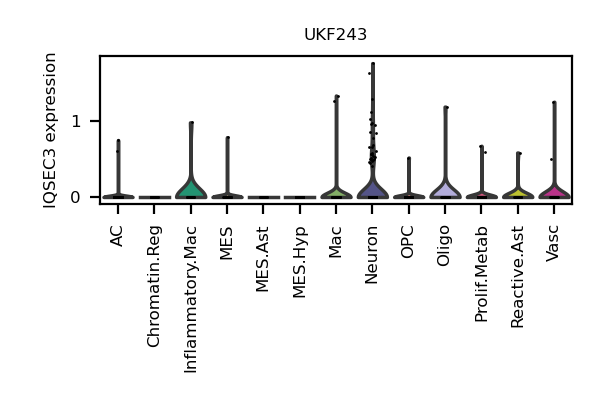 UKF243
IQSEC3 expression
1
0
AC
Chromatin.Reg
Inflammatory.Mac
MES
MES.Ast
MES.Hyp
Mac
Neuron
OPC
Oligo
Prolif.Metab
Reactive.Ast
Vasc